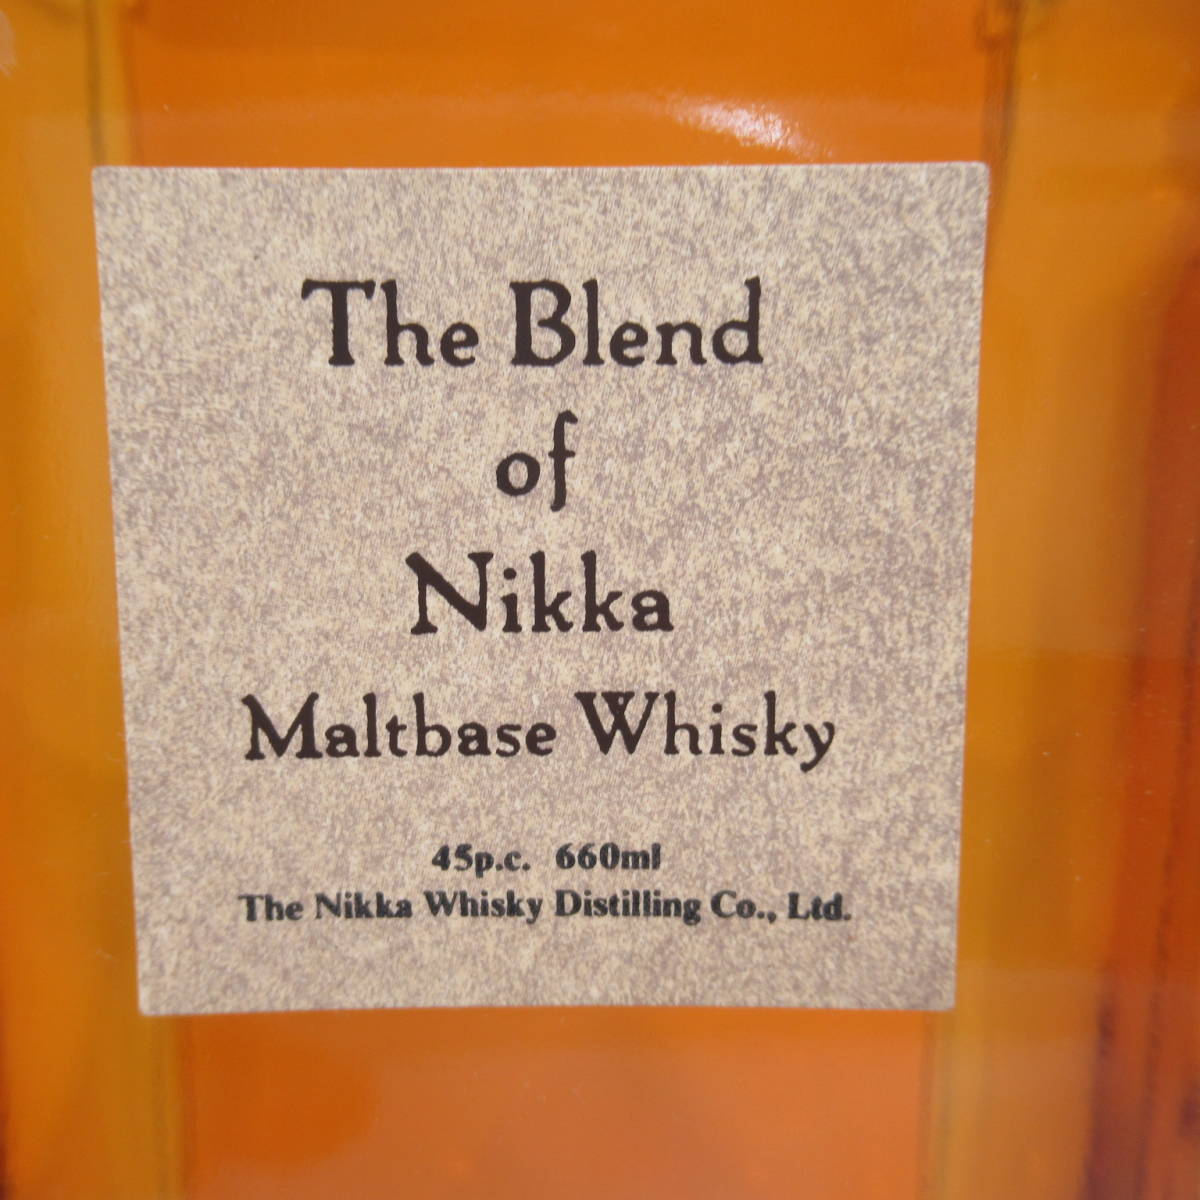 The Blend
of
Nikka
Maltbase Whisky
45p.c. 660ml
The Nikka Whisky Distilling Co., Ltd.